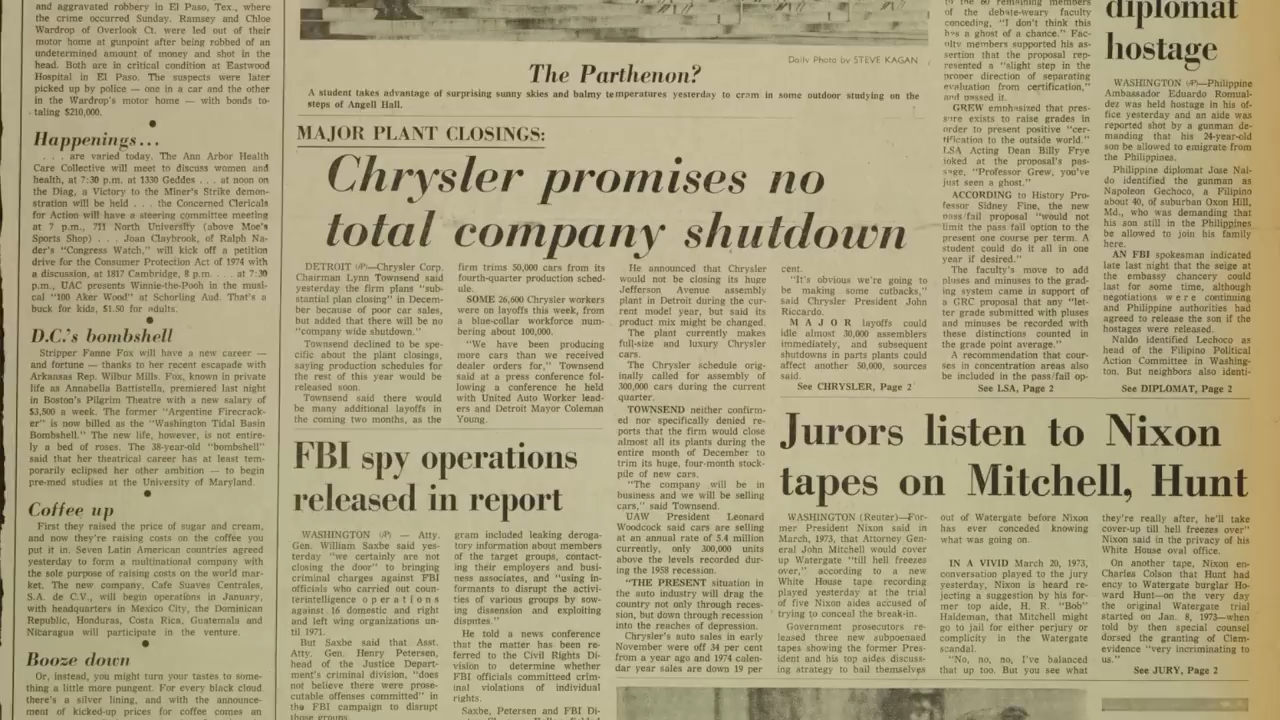 and aggravated robbery in El Paso, Tex., where
the crime occurred Sunday. Ramsey and Chloe
Wardrop of Overlook Ct. were led out of their
motor home at gunpoint after being robbed of an
undetermined amount of money and shot in the
head. Both are in critical condition at Eastwood
Hospital in El Paso. The suspects were later
picked up by police — one in a car and the other
in the Wardrop's motor home — with bonds to-
taling $210,000.
Happenings...
. . . are varied today. The Ann Arbor Health
Care Collective will meet to discuss women and
health, at 7:30 p.m. at 1330 Geddes . . . at noon on
the Diag, a Victory to the Miner's Strike demon-
stration will be held . . . the Concerned Clericals
for Action will have a steering committee meeting
at 7 p.m., 711 North University (above Moe's
Sports Shop) . . . Joan Claybrook, of Ralph Na-
der's "Congress Watch," will kick off a petition
drive for the Consumer Protection Act of 1974 with
a discussion, at 1817 Cambridge, 8 p.m. . . . at 7:30
p.m., UAC presents Winnie-the-Pooh in the musi-
cal "100 Aker Wood" at Schorling Aud. That's a
buck for kids, $1.50 for adults.
D.C.'s bombshell
Stripper Fanne Fox will have a new career —
and fortune — thanks to her recent escapade with
Arkansas Rep. Wilbur Mills. Fox, known in private
life as Annabella Battistella, premiered last night
in Boston's Pilgrim Theatre with a new salary of
$3,500 a week. The former "Argentine Firecrack-
er" is now billed as the "Washington Tidal Basin
Bombshell." The new life, however, is not entire-
ly a bed of roses. The 38-year-old "bombshell"
said that her theatrical career has at least tem-
porarily eclipsed her other ambition — to begin
pre-med studies at the University of Maryland.
Coffee up
First they raised the price of sugar and cream,
and now they're raising costs on the coffee you
put it in. Seven Latin American countries agreed
yesterday to form a multinational company with
the sole purpose of raising costs on the world mar-
ket. The new company, Cafe Suaves Centrales,
S.A. de C.V., will begin operations in January,
with headquarters in Mexico City, the Dominican
Republic, Honduras, Costa Rica, Guatemala and
Nicaragua will participate in the venture.
Booze down
Or, instead, you might turn your tastes to some-
thing a little more pungent. For every black cloud
there's a silver lining, and with the announce-
ment of kicked-up prices for coffee comes an
Daily Photo by STEVE KAGAN
The Parthenon?
A student takes advantage of surprising sunny skies and balmy temperatures yesterday to cram in some outdoor studying on the
steps of Angell Hall.
MAJOR PLANT CLOSINGS:
Chrysler promises no
total company shutdown
DETROIT (AP)—Chrysler Corp.
Chairman Lynn Townsend said
yesterday the firm plans "sub-
stantial plan closing" in Decem-
ber because of poor car sales,
but added that there will be no
"company wide shutdown."
Townsend declined to be spe-
cific about the plant closings,
saying production schedules for
the rest of this year would be
released soon.
Townsend said there would
be many additional layoffs in
the coming two months, as the
firm trims 50,000 cars from its
fourth-quarter production sched-
ule.
SOME 26,600 Chrysler workers
were on layoffs this week, from
a blue-collar workforce num-
bering about 100,000.
"We have been producing
more cars than we received
dealer orders for," Townsend
said at a press conference fol-
lowing a conference he held
with United Auto Worker lead-
ers and Detroit Mayor Coleman
Young.
He announced that Chrysler
would not be closing its huge
Jefferson Avenue assembly
plant in Detroit during the cur-
rent model year, but said its
product mix might be changed.
The plant currently makes
full-size and luxury Chrysler
cars.
The Chrysler schedule orig-
inally called for assembly of
300,000 cars during the current
quarter.
TOWNSEND neither confirm-
ed nor specifically denied re-
ports that the firm would close
almost all its plants during the
entire month of December to
trim its huge, four-month stock-
pile of new cars.
"The company will be in
business and we will be selling
cars," said Townsend.
UAW President Leonard
Woodcock said cars are selling
at an annual rate of 5.4 million
currently, only 300,000 units
above the levels recorded during
the 1958 recession.
"THE PRESENT situation in
the auto industry will drag the
country not only through reces-
sion, but down through recession
into the reaches of depression.
Chrysler's auto sales in early
November were off 34 per cent
from a year ago and 1974 calen-
dar year sales are down 19 per
cent.
"It's obvious we're going to
be making some cutbacks,"
said Chrysler President John
Riccardo.
MAJOR layoffs could
idle almost 30,000 assemblers
immediately, and subsequent
shutdowns in parts plants could
affect another 50,000, sources
said.
See CHRYSLER, Page 2
FBI spy operations
released in report
WASHINGTON (AP) — Atty.
Gen. William Saxbe said yes-
terday "we certainly are not
closing the door" to bringing
criminal charges against FBI
officials who carried out coun-
terintelligence operations
against 16 domestic and right
and left wing organizations un-
til 1971.
But Saxbe said that Asst.
Atty. Gen. Henry Petersen,
head of the Justice Depart-
ment's criminal division, "does
not believe there were prose-
cutable offenses committed" in
the FBI campaign to disrupt
those groups.
gram included leaking deroga-
tory information about members
of the target groups, contact-
ing their employers and busi-
ness associates, and "using in-
formants to disrupt the activi-
ties of various groups by sow-
ing dissension and exploiting
disputes."
He told a news conference
that the matter has been re-
ferred to the Civil Rights Di-
vision to determine whether
FBI officials committed crim-
inal violations of individual
rights.
Saxbe, Petersen and FBI Di-
of the 60 remaining members
of the debate-weary faculty
conceding, "I don't think this
has a ghost of a chance." Fac-
ulty members supported his as-
sertion that the proposal rep-
resented a "slight step in the
proper direction of separating
evaluation from certification,"
and passed it.
GREW emphasized that pres-
sure exists to raise grades in
order to present positive "cer-
tification to the outside world."
LSA Acting Dean Billy Frye
joked at the proposal's pas-
sage, "Professor Grew, you've
just seen a ghost."
ACCORDING to History Pro-
fessor Sidney Fine, the new
pass/fail proposal "would not
limit the pass fail option to the
present one course per term. A
student could do it all in one
year if desired."
The faculty's move to add
pluses and minuses to the grad-
ing system came in support of
a GRC proposal that any "let-
ter grade submitted with pluses
and minuses be recorded with
these distinctions counted in
the grade point average."
A recommendation that cour-
ses in concentration areas also
be included in the pass/fail op-
See LSA, Page 2
diplomat
hostage
WASHINGTON (AP)—Philippine
Ambassador Eduardo Romual-
dez was held hostage in his of-
fice yesterday and an aide was
reported shot by a gunman de-
manding that his 24-year-old
son be allowed to emigrate from
the Philippines.
Philippine diplomat Jose Nal-
do identified the gunman as
Napoleon Gechoco, a Filipino
about 40, of suburban Oxon Hill,
Md., who was demanding that
his son still in the Philippines
be allowed to join his family
here.
AN FBI spokesman indicated
late last night that the seige at
the embassy chancery could
last for some time, although
negotiations were continuing
and Philippine authorities had
agreed to release the son if the
hostages were released.
Naldo identified Lechoco as
head of the Filipino Political
Action Committee in Washing-
ton. But neighbors also identi-
See DIPLOMAT, Page 2
Jurors listen to Nixon
tapes on Mitchell, Hunt
WASHINGTON (Reuter)—For-
mer President Nixon said in
March, 1973, that Attorney Gen-
eral John Mitchell would cover
up Watergate "till hell freezes
over," according to a new
White House tape recording
played yesterday at the trial
of five Nixon aides accused of
trying to conceal the break-in.
Government prosecutors re-
leased three new subpoenaed
tapes showing the former Pres-
ident and his top aides discuss-
ing strategy to bail themselves
out of Watergate before Nixon
has ever conceded knowing
what was going on.
IN A VIVID March 20, 1973,
conversation played to the jury
yesterday, Nixon is heard re-
jecting a suggestion by his for-
mer top aide, H. R. "Bob"
Haldeman, that Mitchell might
go to jail for either perjury or
complicity in the Watergate
scandal.
"No, no, no, I've balanced
that up too. But you see what
they're really after, he'll take
cover-up till hell freezes over"
Nixon said in the privacy of his
White House oval office.
On another tape, Nixon en-
Charles Colson that Hunt had
ency to Watergate burglar Ho-
ward Hunt—on the very day
the original Watergate trial
started on Jan. 8, 1973—when
told by then special counsel
dorsed the granting of Clem-
evidence "very incriminating to
us."
See JURY, Page 2